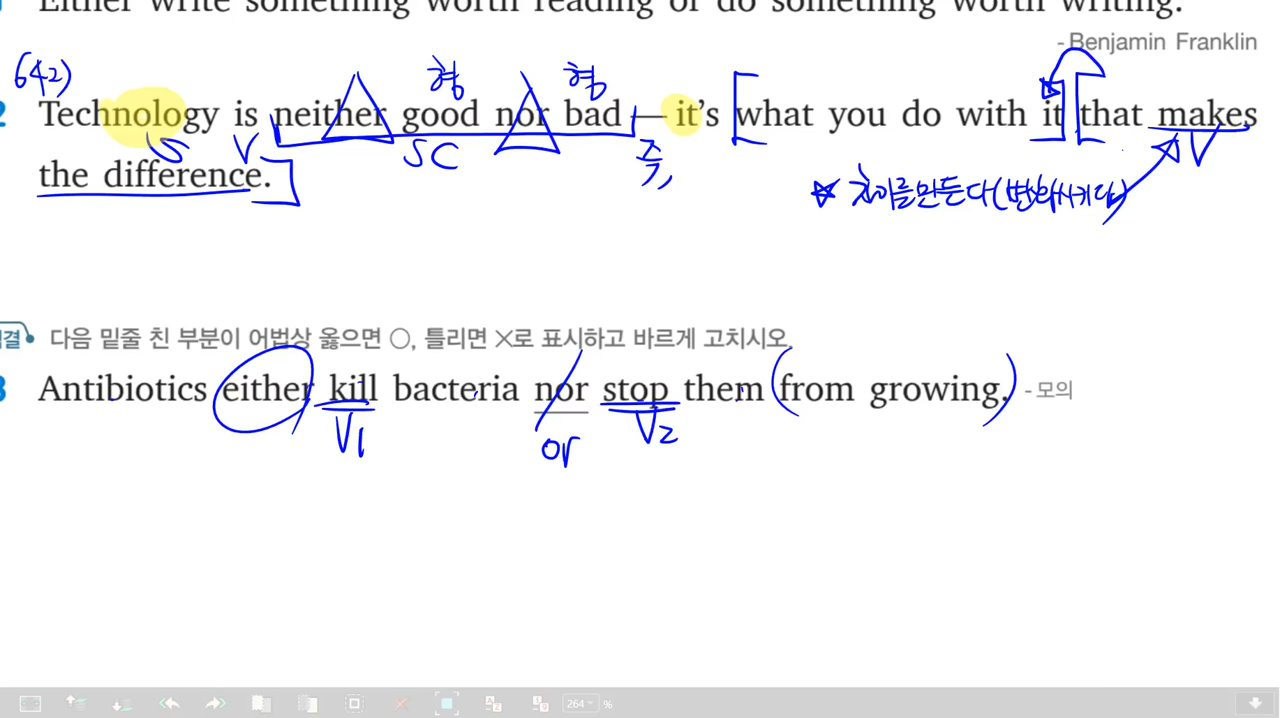 Either write something worth reading or do something worth writing.
- Benjamin Franklin
642)
형 형
2 Technology is neither good nor bad — it's what you do with it that makes
S V SC 즉, V
the difference.
☆ 차이를 만든다 (변화시키다)
다음 밑줄 친 부분이 어법상 옳으면 ○, 틀리면 ×로 표시하고 바르게 고치시오.
3 Antibiotics either kill bacteria nor stop them (from growing.) - 모의
V1 or V2
264 %